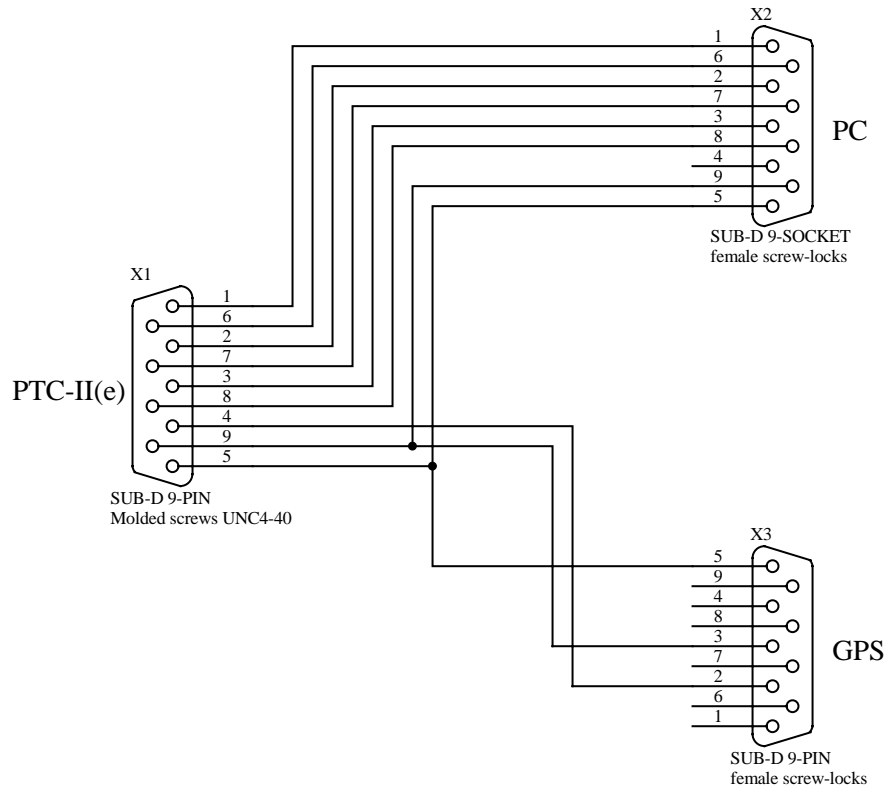 X2
1
6
2
7
3
8
4
9
5
PC
SUB-D 9-SOCKET
female screw-locks
X1
1
6
2
7
3
8
4
9
5
PTC-II(e)
SUB-D 9-PIN
Molded screws UNC4-40
X3
5
9
4
8
3
7
2
6
1
GPS
SUB-D 9-PIN
female screw-locks